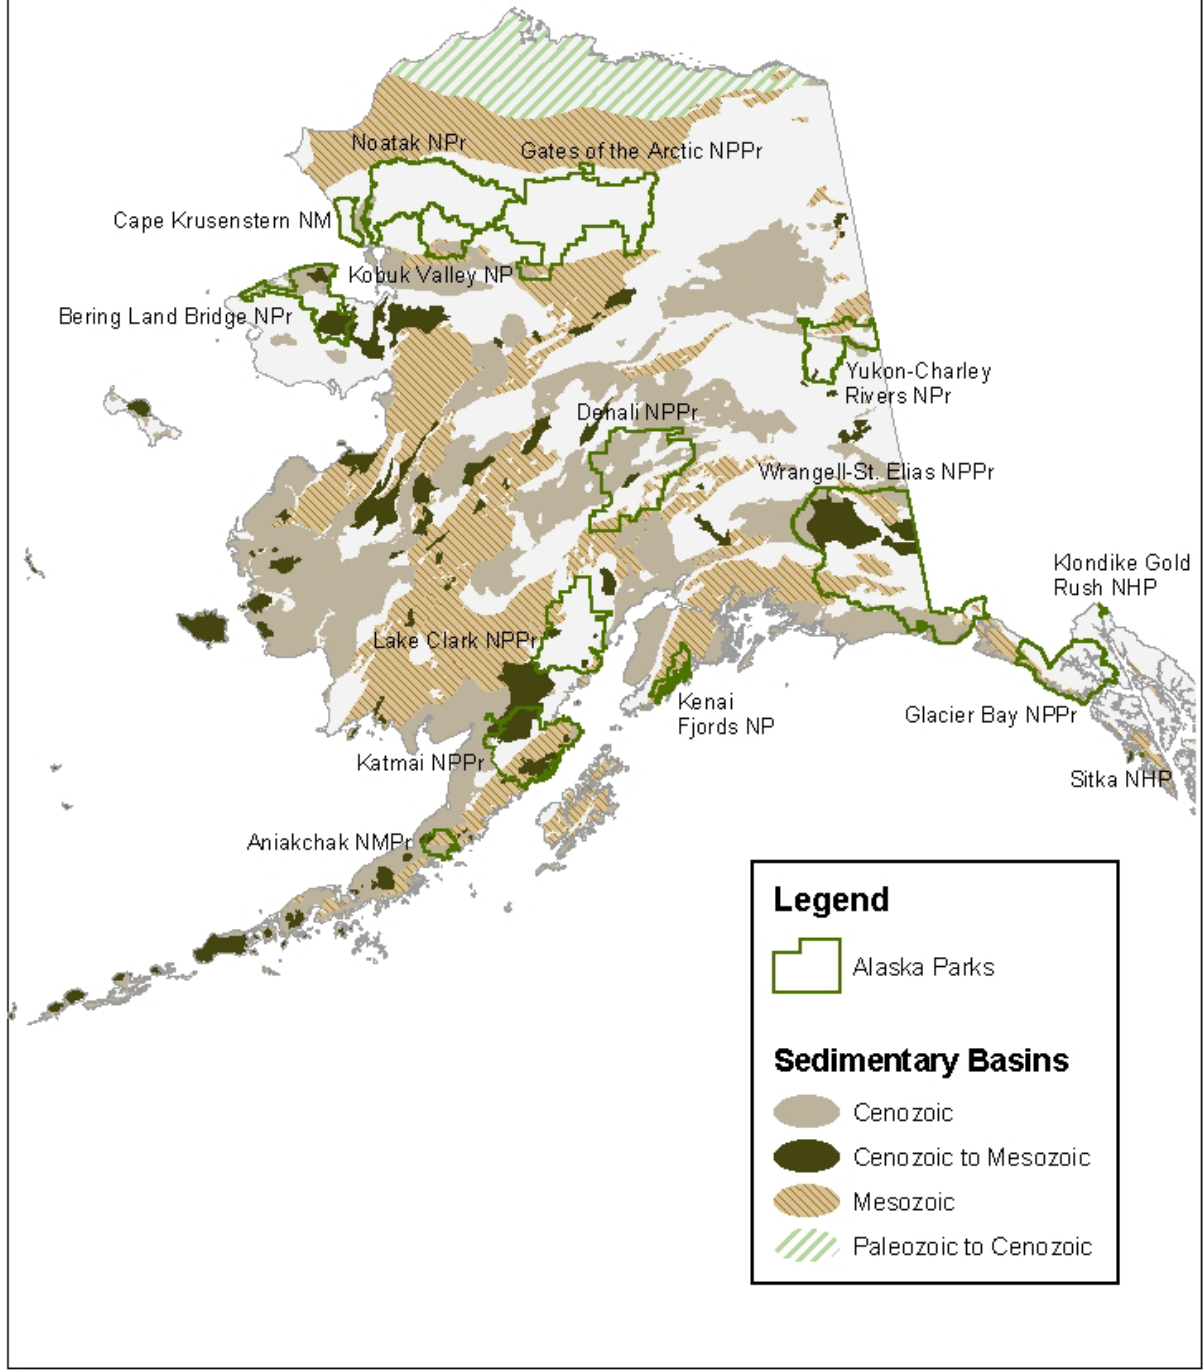 Noatak NPr
Gates of the Arctic NPPr
Cape Krusenstern NM
Kobuk Valley NP
Bering Land Bridge NPr
Yukon-Charley
Rivers NPr
Denali NPPr
Wrangell-St. Elias NPPr
Klondike Gold
Rush NHP
Lake Clark NPPr
Kenai
Fjords NP
Glacier Bay NPPr
Katmai NPPr
Sitka NHP
Aniakchak NMPr
Legend
Alaska Parks
Sedimentary Basins
Cenozoic
Cenozoic to Mesozoic
Mesozoic
Paleozoic to Cenozoic